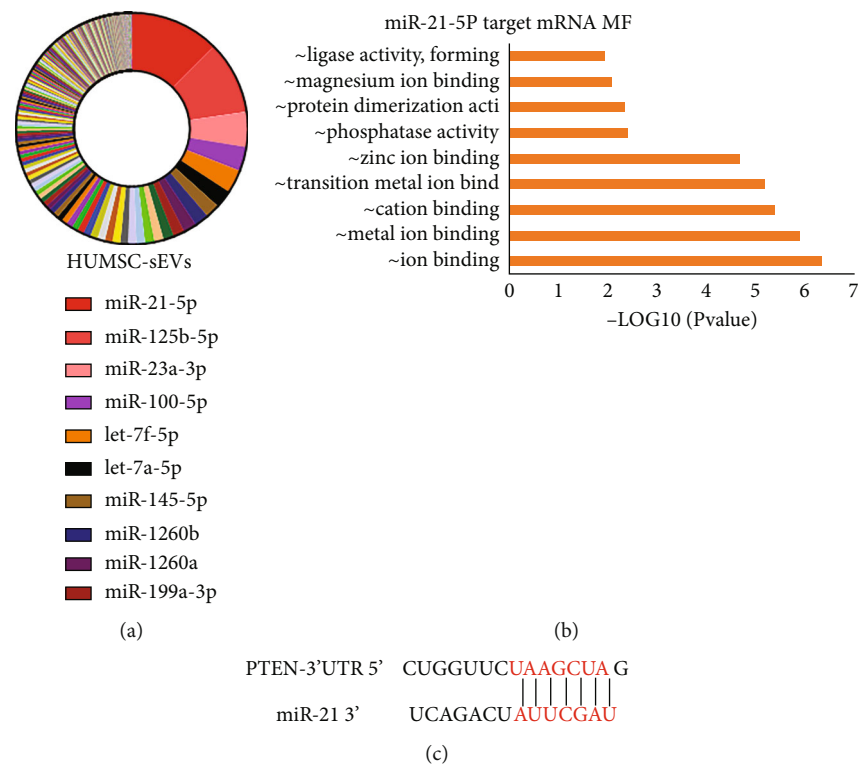 HUMSC-sEVs
miR-21-5p
miR-125b-5p
miR-23a-3p
miR-100-5p
let-7f-5p
let-7a-5p
miR-145-5p
miR-1260b
miR-1260a
miR-199a-3p
(a)
miR-21-5P target mRNA MF
~ligase activity, forming
~magnesium ion binding
~protein dimerization acti
~phosphatase activity
~zinc ion binding
~transition metal ion bind
~cation binding
~metal ion binding
~ion binding
0 1 2 3 4 5 6 7
–LOG10 (Pvalue)
(b)
PTEN-3’UTR 5’ CUGGUUCUAAGCUA G
miR-21 3’ UCAGACUAUUCGAU
(c)